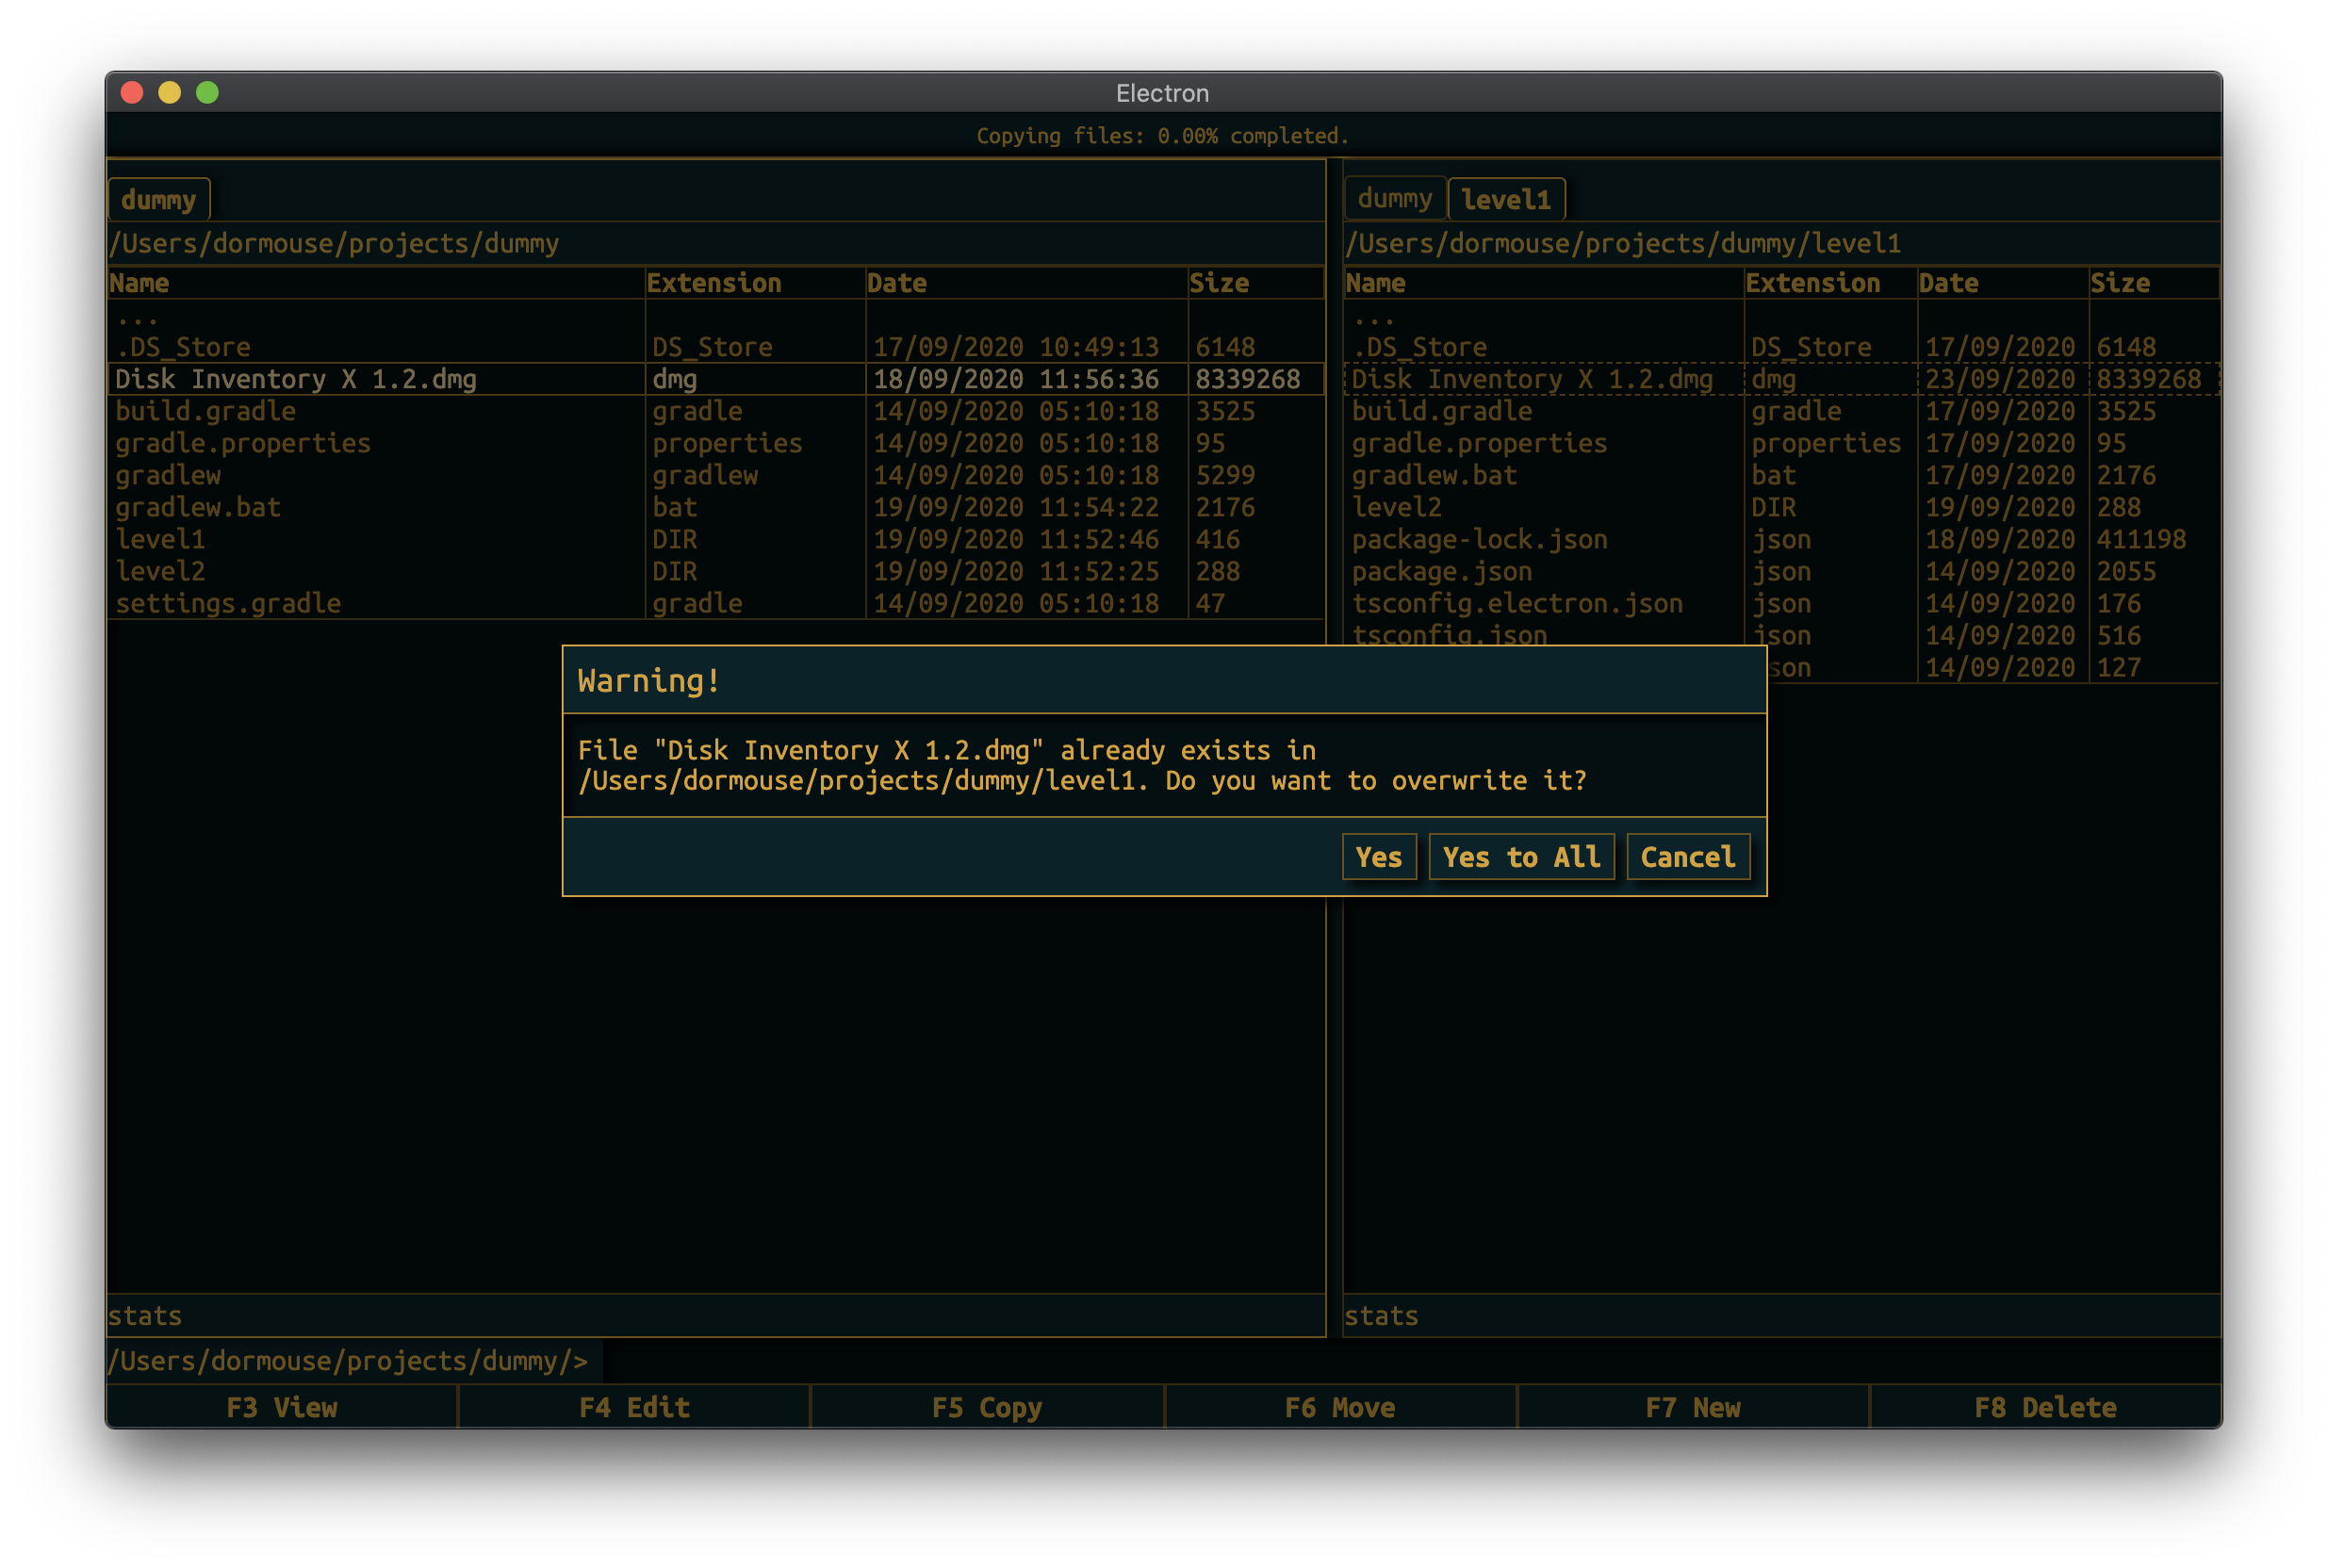 Electron
Copying files: 0.00% completed.
dummy
/Users/dormouse/projects/dummy
Name Extension Date Size
...
.DS_Store DS_Store 17/09/2020 10:49:13 6148
Disk Inventory X 1.2.dmg dmg 18/09/2020 11:56:36 8339268
build.gradle gradle 14/09/2020 05:10:18 3525
gradle.properties properties 14/09/2020 05:10:18 95
gradlew gradlew 14/09/2020 05:10:18 5299
gradlew.bat bat 19/09/2020 11:54:22 2176
level1 DIR 19/09/2020 11:52:46 416
level2 DIR 19/09/2020 11:52:25 288
settings.gradle gradle 14/09/2020 05:10:18 47
stats
dummy level1
/Users/dormouse/projects/dummy/level1
Name Extension Date Size
...
.DS_Store DS_Store 17/09/2020 6148
Disk Inventory X 1.2.dmg dmg 23/09/2020 8339268
build.gradle gradle 17/09/2020 3525
gradle.properties properties 17/09/2020 95
gradlew.bat bat 17/09/2020 2176
level2 DIR 19/09/2020 288
package-lock.json json 18/09/2020 411198
package.json json 14/09/2020 2055
tsconfig.electron.json json 14/09/2020 176
tsconfig.json json 14/09/2020 516
14/09/2020 127
stats
Warning!
File "Disk Inventory X 1.2.dmg" already exists in
/Users/dormouse/projects/dummy/level1. Do you want to overwrite it?
Yes Yes to All Cancel
/Users/dormouse/projects/dummy/>
F3 View F4 Edit F5 Copy F6 Move F7 New F8 Delete